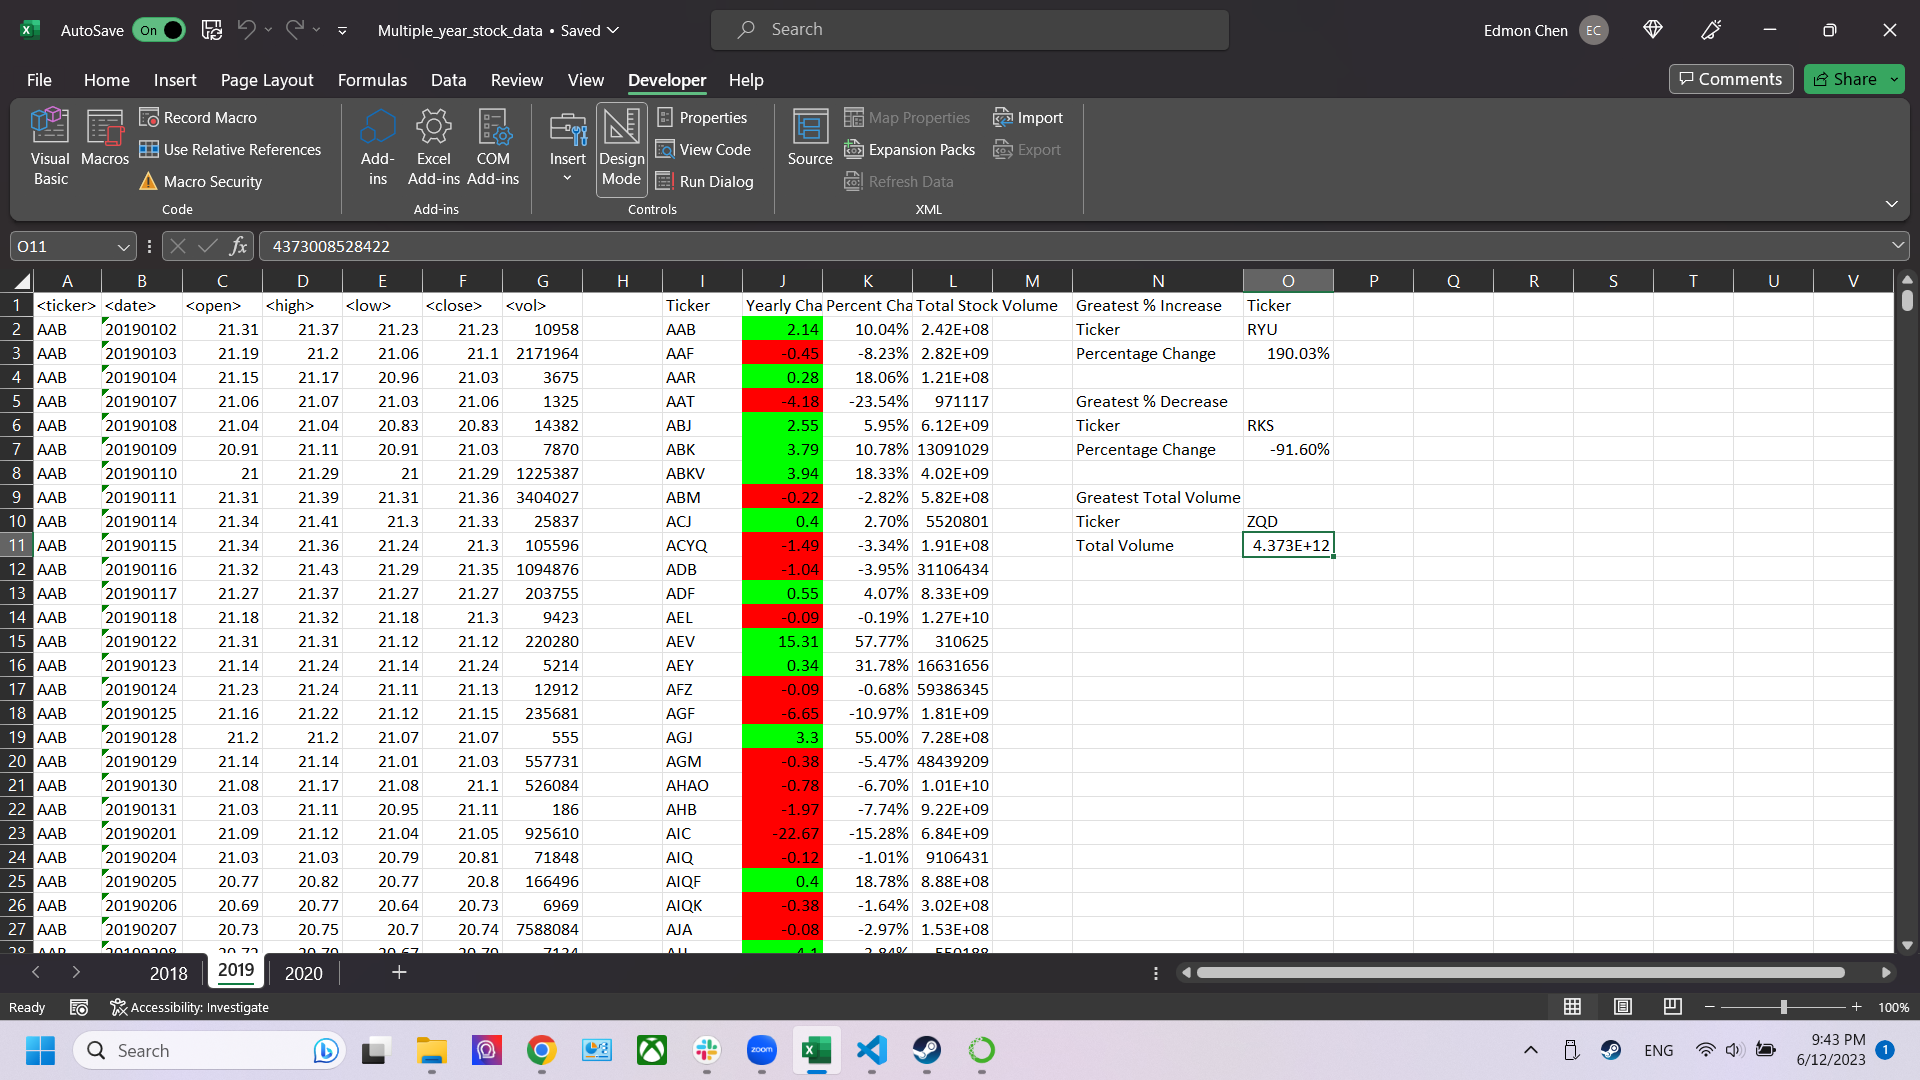 AutoSave On Multiple_year_stock_data • Saved Search Edmon Chen EC
File Home Insert Page Layout Formulas Data Review View Developer Help Comments Share
Visual Basic Macros Record Macro Use Relative References Macro Security Code
Add-ins Excel Add-ins COM Add-ins Add-ins
Insert Design Mode Properties View Code Run Dialog Controls
Source Map Properties Expansion Packs Refresh Data Import Export XML
O11 fx 4373008528422
A B C D E F G H I J K L M N O P Q R S T U V
1 <ticker> <date> <open> <high> <low> <close> <vol> Ticker Yearly Cha Percent Cha Total Stock Volume Greatest % Increase Ticker
2 AAB 20190102 21.31 21.37 21.23 21.23 10958 AAB 2.14 10.04% 2.42E+08 Ticker RYU
3 AAB 20190103 21.19 21.2 21.06 21.1 2171964 AAF -0.45 -8.23% 2.82E+09 Percentage Change 190.03%
4 AAB 20190104 21.15 21.17 20.96 21.03 3675 AAR 0.28 18.06% 1.21E+08
5 AAB 20190107 21.06 21.07 21.03 21.06 1325 AAT -4.18 -23.54% 971117 Greatest % Decrease
6 AAB 20190108 21.04 21.04 20.83 20.83 14382 ABJ 2.55 5.95% 6.12E+09 Ticker RKS
7 AAB 20190109 20.91 21.11 20.91 21.03 7870 ABK 3.79 10.78% 13091029 Percentage Change -91.60%
8 AAB 20190110 21 21.29 21 21.29 1225387 ABKV 3.94 18.33% 4.02E+09
9 AAB 20190111 21.31 21.39 21.31 21.36 3404027 ABM -0.22 -2.82% 5.82E+08 Greatest Total Volume
10 AAB 20190114 21.34 21.41 21.3 21.33 25837 ACJ 0.4 2.70% 5520801 Ticker ZQD
11 AAB 20190115 21.34 21.36 21.24 21.3 105596 ACYQ -1.49 -3.34% 1.91E+08 Total Volume 4.373E+12
12 AAB 20190116 21.32 21.43 21.29 21.35 1094876 ADB -1.04 -3.95% 31106434
13 AAB 20190117 21.27 21.37 21.27 21.27 203755 ADF 0.55 4.07% 8.33E+09
14 AAB 20190118 21.18 21.32 21.18 21.3 9423 AEL -0.09 -0.19% 1.27E+10
15 AAB 20190122 21.31 21.31 21.12 21.12 220280 AEV 15.31 57.77% 310625
16 AAB 20190123 21.14 21.24 21.14 21.24 5214 AEY 0.34 31.78% 16631656
17 AAB 20190124 21.23 21.24 21.11 21.13 12912 AFZ -0.09 -0.68% 59386345
18 AAB 20190125 21.16 21.22 21.12 21.15 235681 AGF -6.65 -10.97% 1.81E+09
19 AAB 20190128 21.2 21.2 21.07 21.07 555 AGJ 3.3 55.00% 7.28E+08
20 AAB 20190129 21.14 21.14 21.01 21.03 557731 AGM -0.38 -5.47% 48439209
21 AAB 20190130 21.08 21.17 21.08 21.1 526084 AHAO -0.78 -6.70% 1.01E+10
22 AAB 20190131 21.03 21.11 20.95 21.11 186 AHB -1.97 -7.74% 9.22E+09
23 AAB 20190201 21.09 21.12 21.04 21.05 925610 AIC -22.67 -15.28% 6.84E+09
24 AAB 20190204 21.03 21.03 20.79 20.81 71848 AIQ -0.12 -1.01% 9106431
25 AAB 20190205 20.77 20.82 20.77 20.8 166496 AIQF 0.4 18.78% 8.88E+08
26 AAB 20190206 20.69 20.77 20.64 20.73 6969 AIQK -0.38 -1.64% 3.02E+08
27 AAB 20190207 20.73 20.75 20.7 20.74 7588084 AJA -0.08 -2.97% 1.53E+08
2018 2019 2020
Ready Accessibility: Investigate 100%
Search zoom ENG 9:43 PM 6/12/2023 1